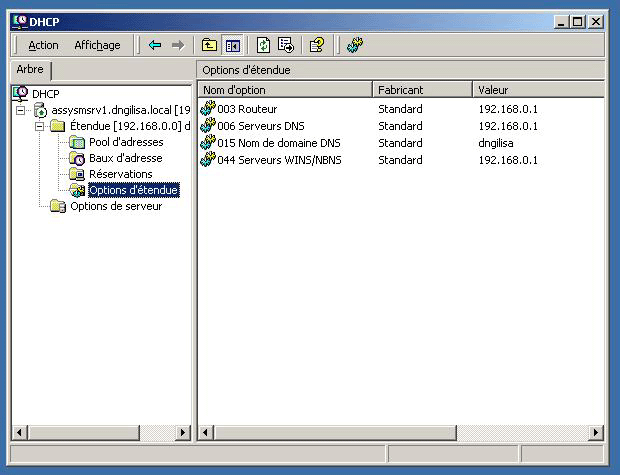 DHCP
Action Affichage
Arbre
Options d'étendue
DHCP
assysmsrv1.dngilisa.local [19
Étendue [192.168.0.0] d
Pool d'adresses
Baux d'adresse
Réservations
Options d'étendue
Options de serveur
Nom d'option Fabricant Valeur
003 Routeur Standard 192.168.0.1
006 Serveurs DNS Standard 192.168.0.1
015 Nom de domaine DNS Standard dngilisa
044 Serveurs WINS/NBNS Standard 192.168.0.1